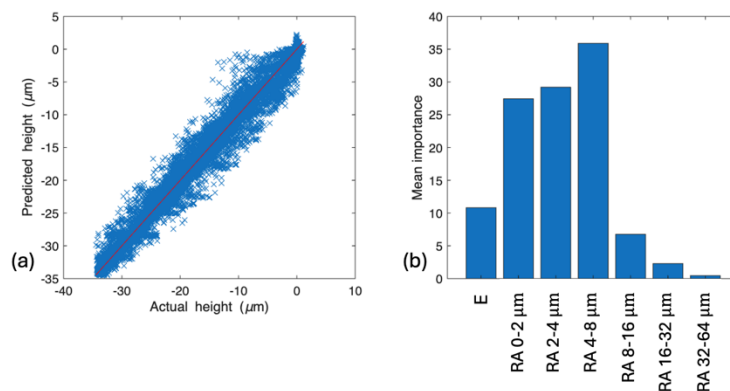 5
0
-5
-10
-15
-20
-25
-30
-35
Predicted height (μm)
-40
-30
-20
-10
0
10
Actual height (μm)
(a)
40
35
30
25
20
15
10
5
0
Mean importance
(b)
E
RA 0-2 μm
RA 2-4 μm
RA 4-8 μm
RA 8-16 μm
RA 16-32 μm
RA 32-64 μm